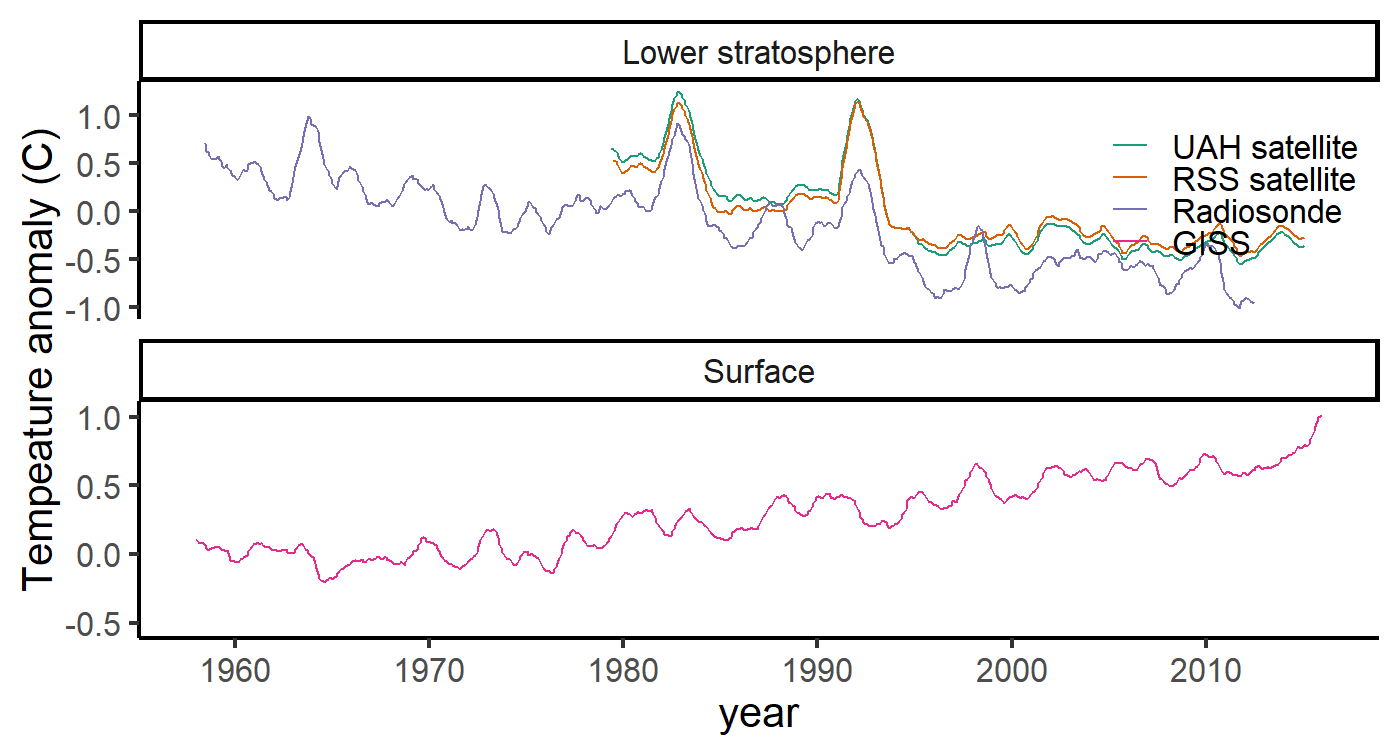 Lower stratosphere
1.0
0.5
0.0
-0.5
-1.0
UAH satellite
RSS satellite
Radiosonde
GISS
Tempeature anomaly (C)
Surface
1.0
0.5
0.0
-0.5
1960 1970 1980 1990 2000 2010
year